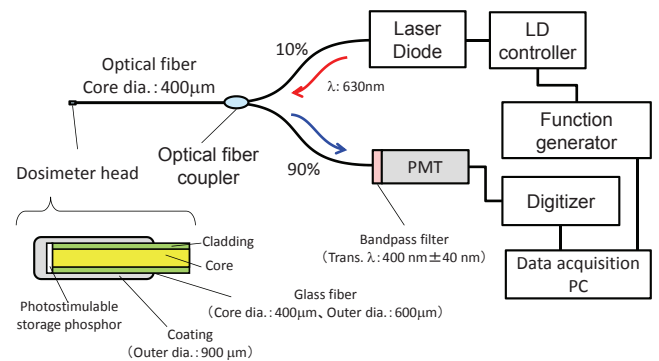 Laser
Diode
LD
controller
10%
Optical fiber
Core dia.:400μm
λ: 630nm
Function
generator
Optical fiber
coupler
90%
PMT
Dosimeter head
Digitizer
Bandpass filter
(Trans. λ: 400 nm±40 nm)
Data acquisition
PC
Cladding
Core
Glass fiber
(Core dia.:400μm、Outer dia.:600μm)
Photostimulable
storage phosphor
Coating
(Outer dia.:900 μm)